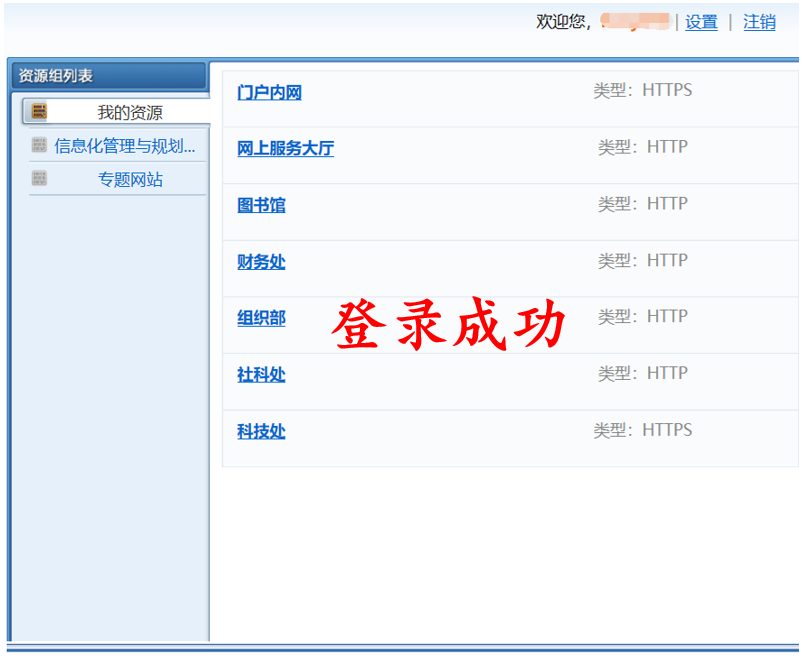 欢迎您, | 设置 | 注销
资源组列表
我的资源
信息化管理与规划...
专题网站
门户内网 类型: HTTPS
网上服务大厅 类型: HTTP
图书馆 类型: HTTP
财务处 类型: HTTP
组织部 类型: HTTP
登录成功
社科处 类型: HTTP
科技处 类型: HTTPS